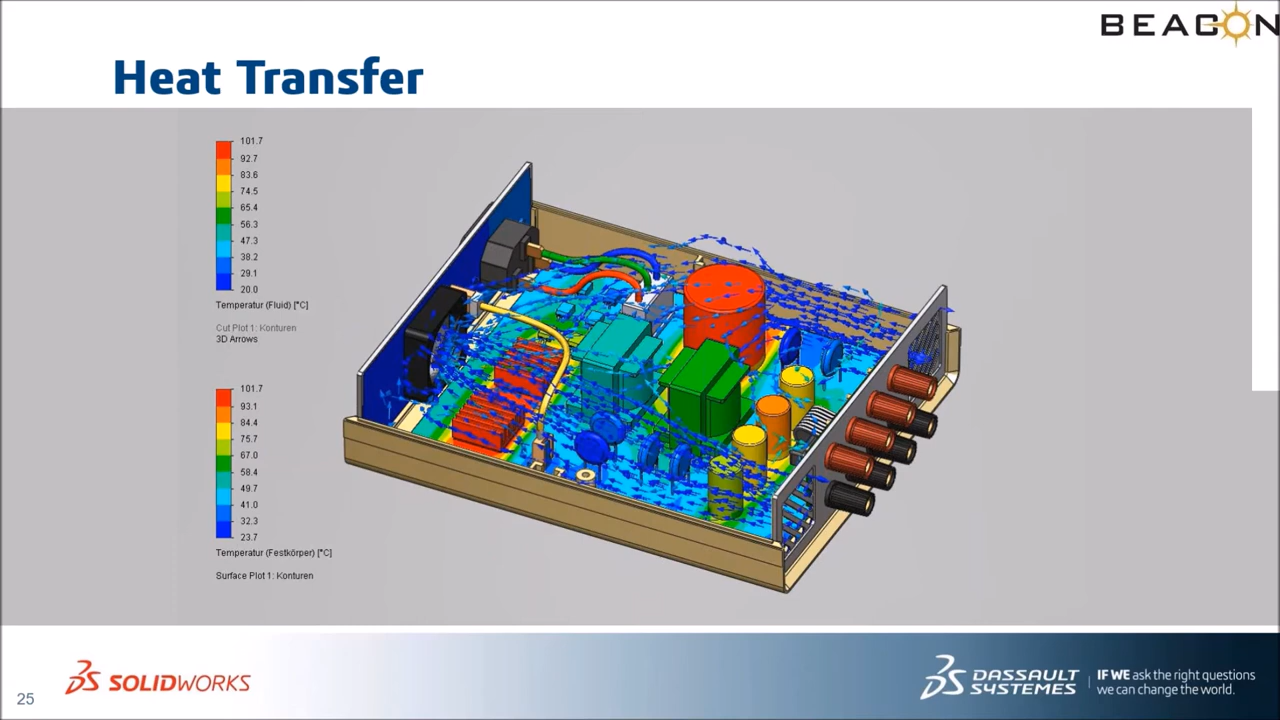 BEACON
Heat Transfer
101.7
92.7
83.6
74.5
65.4
56.3
47.3
38.2
29.1
20.0
Temperatur (Fluid) [°C]
Cut Plot 1: Konturen
3D Arrows
101.7
93.1
84.4
75.7
67.0
58.4
49.7
41.0
32.3
23.7
Temperatur (Festkörper) [°C]
Surface Plot 1: Konturen
25
SOLIDWORKS
DASSAULT
SYSTEMES
IF WE ask the right questions
we can change the world.